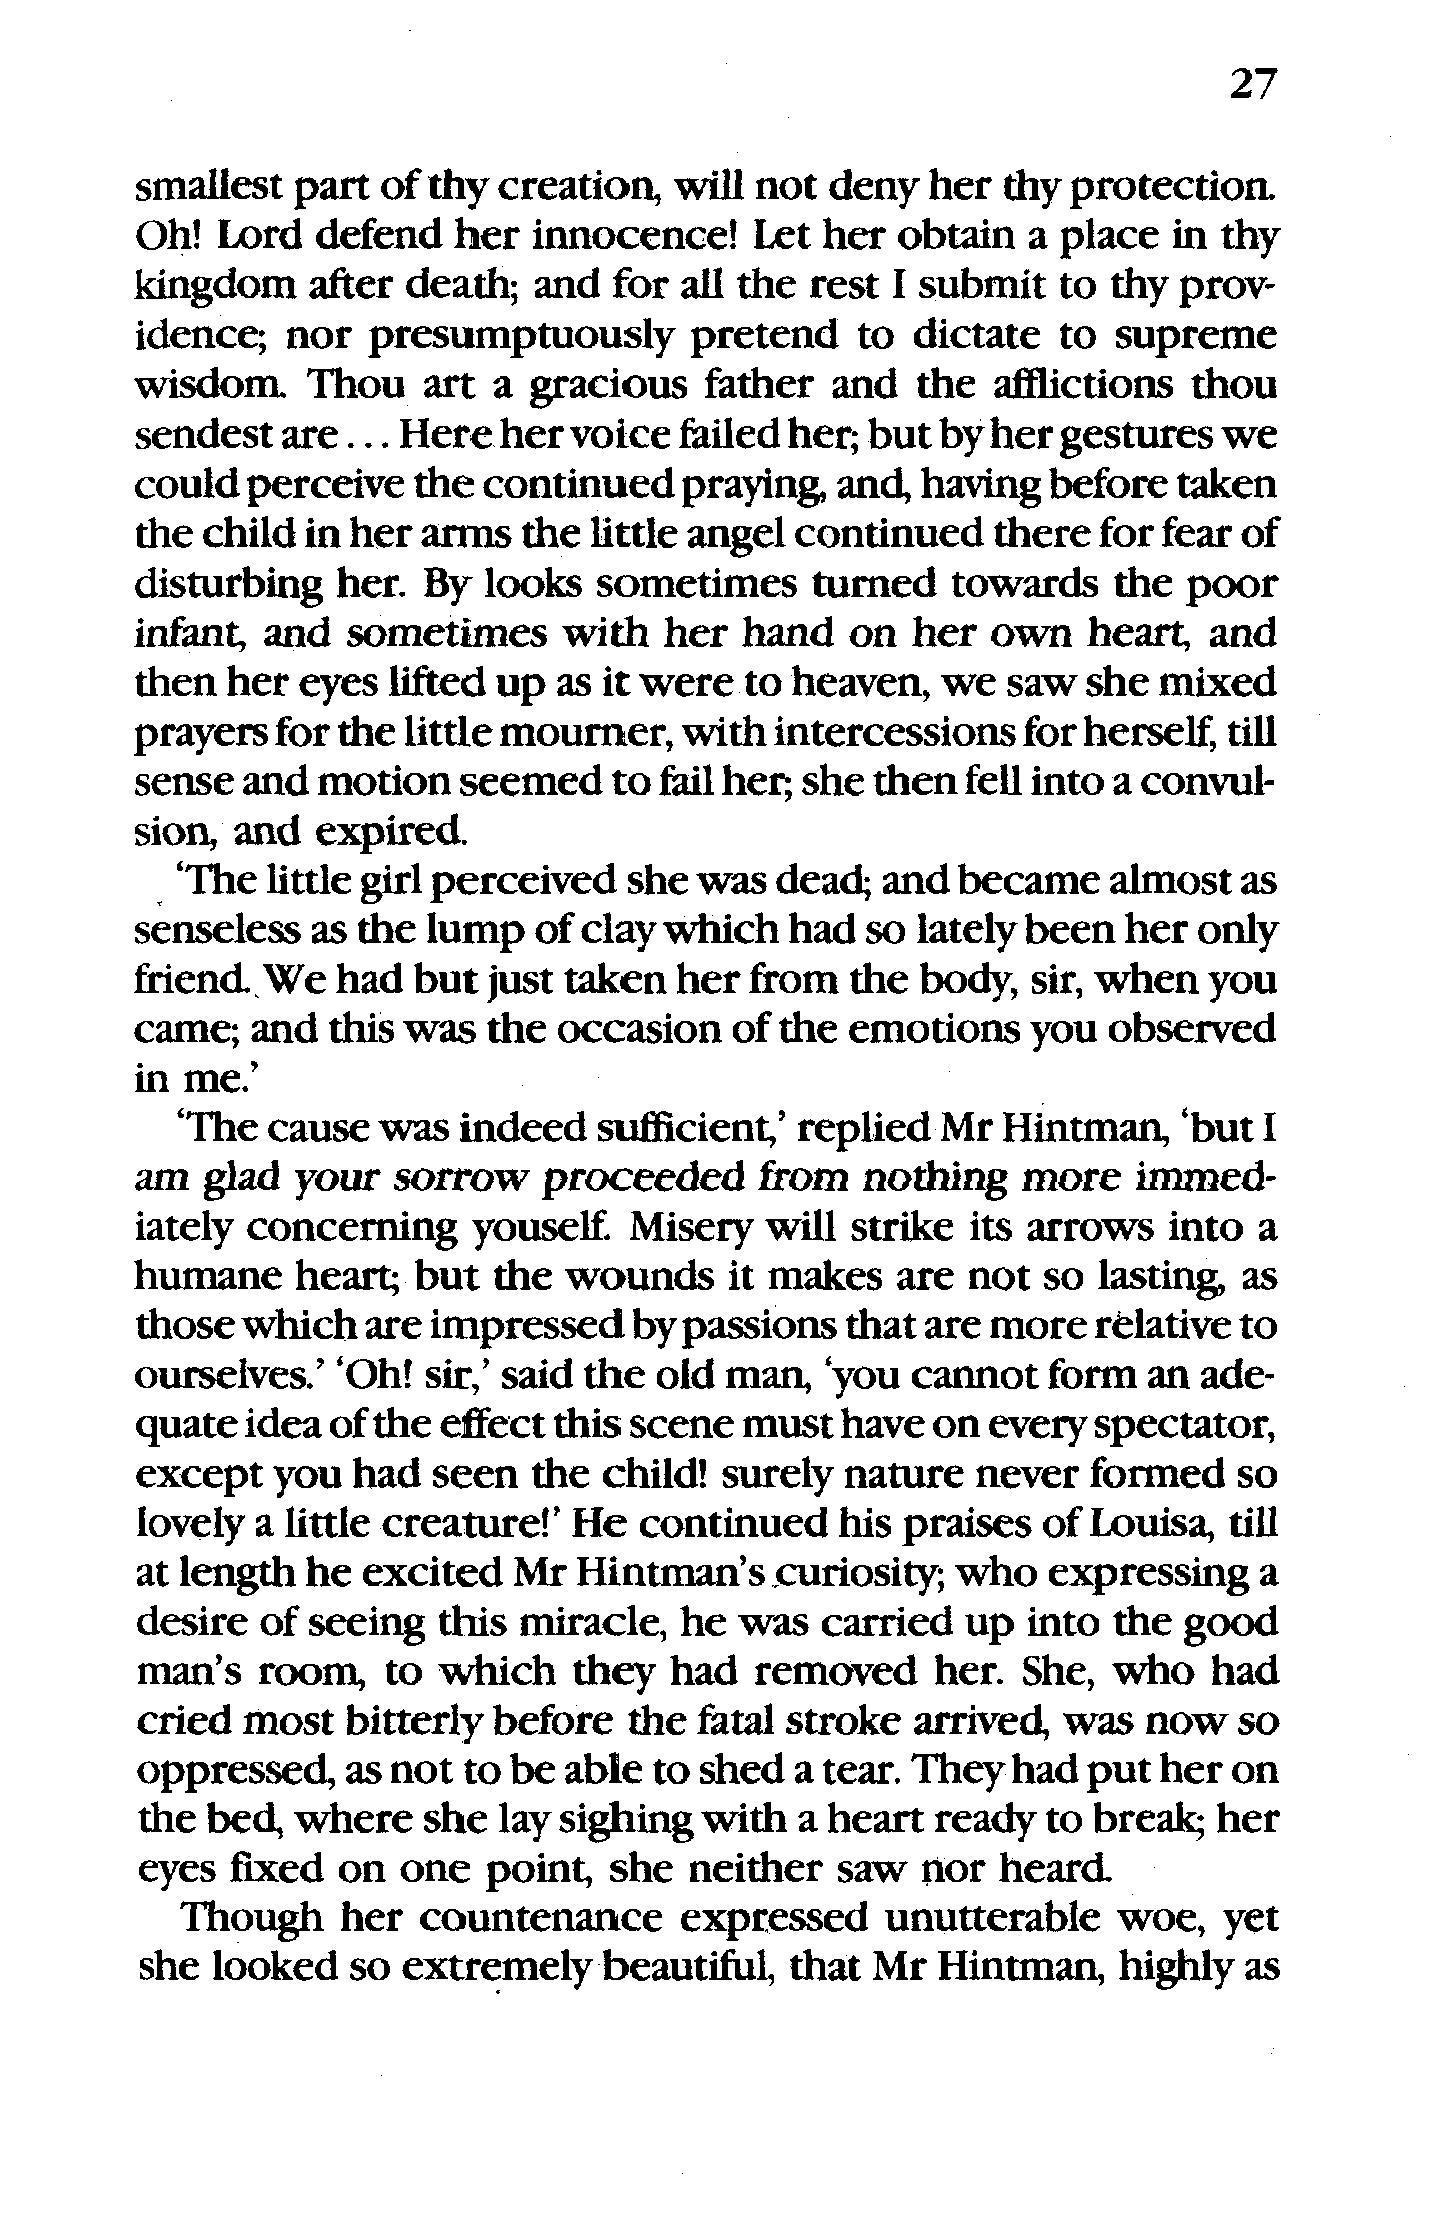 27
smallest part of thy creation, will not deny her thy protection.
Oh! Lord defend her innocence! Let her obtain a place in thy
kingdom after death; and for all the rest I submit to thy prov-
idence; nor presumptuously pretend to dictate to supreme
wisdom. Thou art a gracious father and the afflictions thou
sendest are . . . Here her voice failed her; but by her gestures we
could perceive the continued praying, and, having before taken
the child in her arms the little angel continued there for fear of
disturbing her. By looks sometimes turned towards the poor
infant, and sometimes with her hand on her own heart, and
then her eyes lifted up as it were to heaven, we saw she mixed
prayers for the little mourner, with intercessions for herself, till
sense and motion seemed to fail her; she then fell into a convul-
sion, and expired.
‘The little girl perceived she was dead; and became almost as
senseless as the lump of clay which had so lately been her only
friend. We had but just taken her from the body, sir, when you
came; and this was the occasion of the emotions you observed
in me.’
‘The cause was indeed sufficient,’ replied Mr Hintman, ‘but I
am glad your sorrow proceeded from nothing more immed-
iately concerning youself. Misery will strike its arrows into a
humane heart; but the wounds it makes are not so lasting, as
those which are impressed by passions that are more relative to
ourselves.’ ‘Oh! sir,’ said the old man, ‘you cannot form an ade-
quate idea of the effect this scene must have on every spectator,
except you had seen the child! surely nature never formed so
lovely a little creature!’ He continued his praises of Louisa, till
at length he excited Mr Hintman’s curiosity; who expressing a
desire of seeing this miracle, he was carried up into the good
man’s room, to which they had removed her. She, who had
cried most bitterly before the fatal stroke arrived, was now so
oppressed, as not to be able to shed a tear. They had put her on
the bed, where she lay sighing with a heart ready to break; her
eyes fixed on one point, she neither saw nor heard.
Though her countenance expressed unutterable woe, yet
she looked so extremely beautiful, that Mr Hintman, highly as